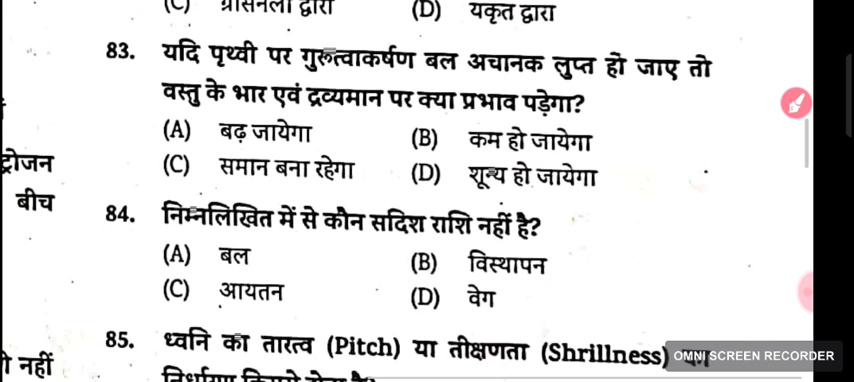 (C) ग्रासनली द्वारा (D) यकृत द्वारा
83. यदि पृथ्वी पर गुरुत्वाकर्षण बल अचानक लुप्त हो जाए तो
वस्तु के भार एवं द्रव्यमान पर क्या प्रभाव पड़ेगा?
(A) बढ़ जायेगा (B) कम हो जायेगा
(C) समान बना रहेगा (D) शून्य हो जायेगा
ट्रोजन
बीच
84. निम्नलिखित में से कौन सदिश राशि नहीं है?
(A) बल (B) विस्थापन
(C) आयतन (D) वेग
85. ध्वनि का तारत्व (Pitch) या तीक्ष्णता (Shrillness) का
नहीं
OMNI SCREEN RECORDER